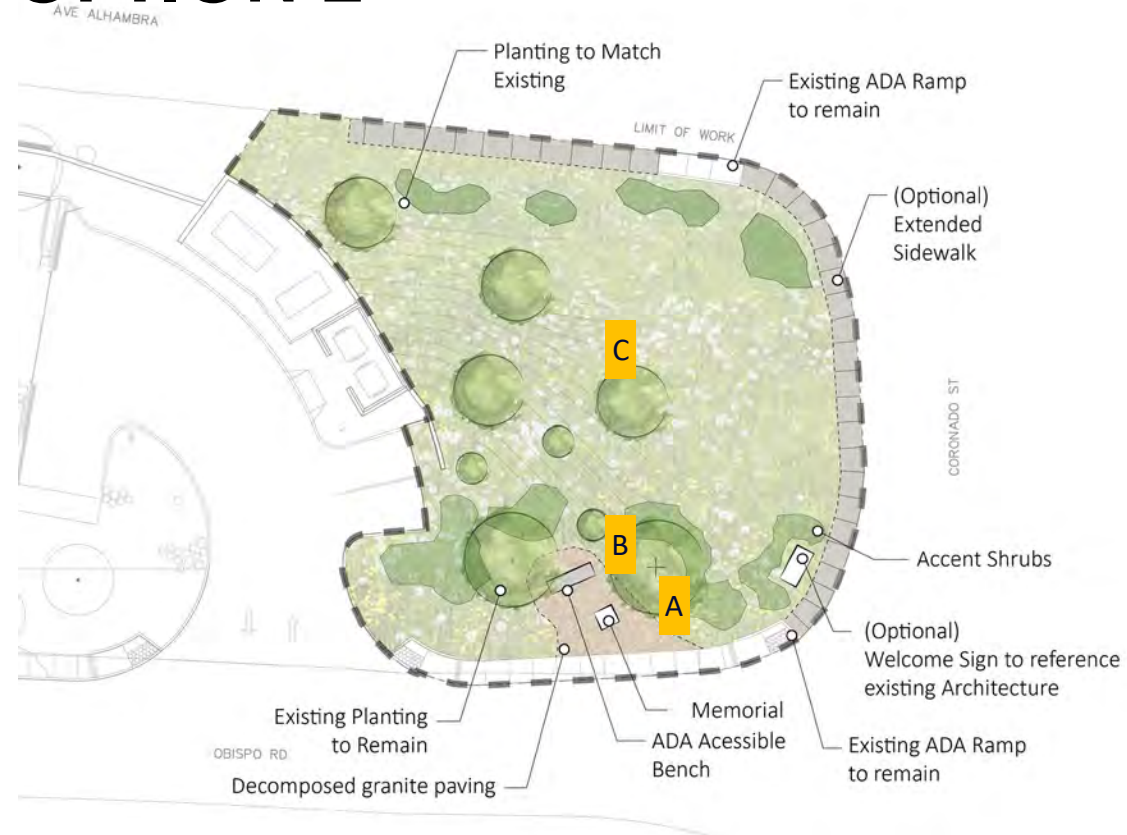 AVE ALHAMBRA
Planting to Match
Existing
Existing ADA Ramp
to remain
LIMIT OF WORK
(Optional)
Extended
Sidewalk
C
CORONADO ST
B
A
Accent Shrubs
(Optional)
Welcome Sign to reference
existing Architecture
Existing Planting
to Remain
Memorial
ADA Acessible
Bench
Existing ADA Ramp
to remain
OBISPO RD
Decomposed granite paving